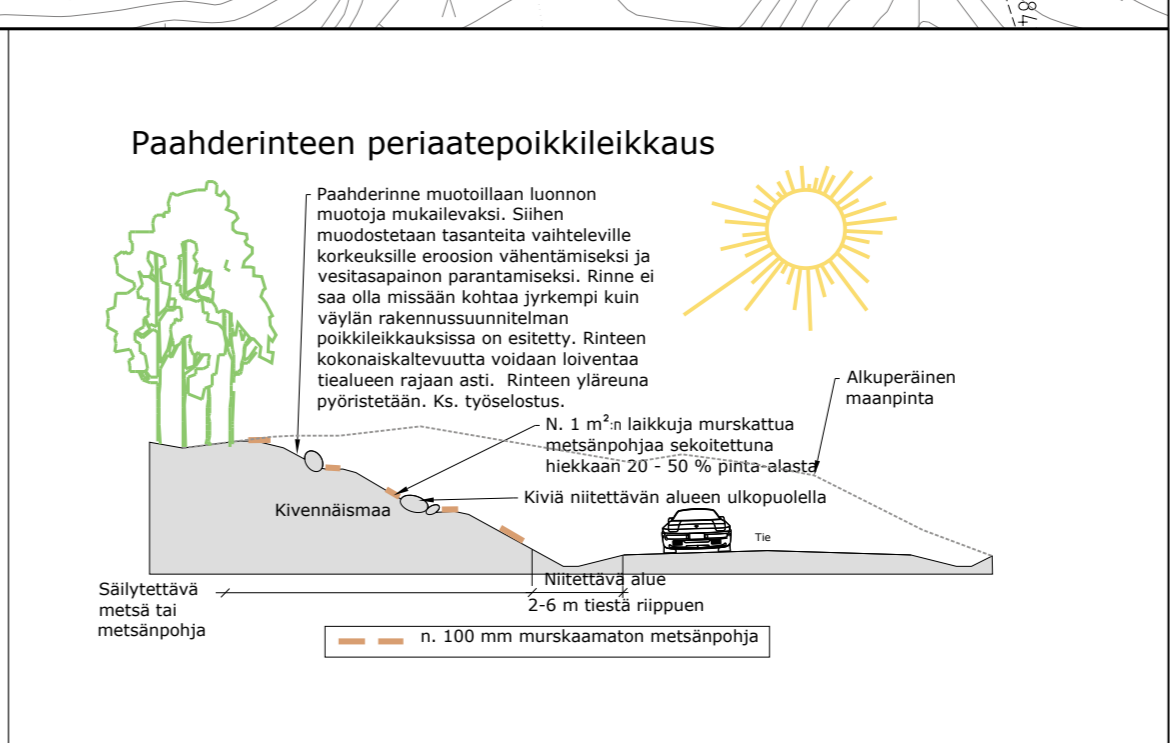 84
Paahderinteen periaatepoikkileikkaus
Paahderinne muotoillaan luonnon
muotoja mukailevaksi. Siihen
muodostetaan tasanteita vaihteleville
korkeuksille eroosion vähentämiseksi ja
vesitasapainon parantamiseksi. Rinne ei
saa olla missään kohtaa jyrkempi kuin
väylän rakennussuunnitelman
poikkileikkauksissa on esitetty. Rinteen
kokonaiskaltevuutta voidaan loiventaa
tiealueen rajaan asti. Rinteen yläreuna
pyöristetään. Ks. työselostus.
Alkuperäinen
maanpinta
N. 1 m²:n laikkuja murskattua
metsänpohjaa sekoitettuna
hiekkaan 20 - 50 % pinta-alasta
Kiviä niitettävän alueen ulkopuolella
Kivennäismaa
Tie
Säilytettävä
metsä tai
metsänpohja
Niitettävä alue
2-6 m tiestä riippuen
n. 100 mm murskaamaton metsänpohja